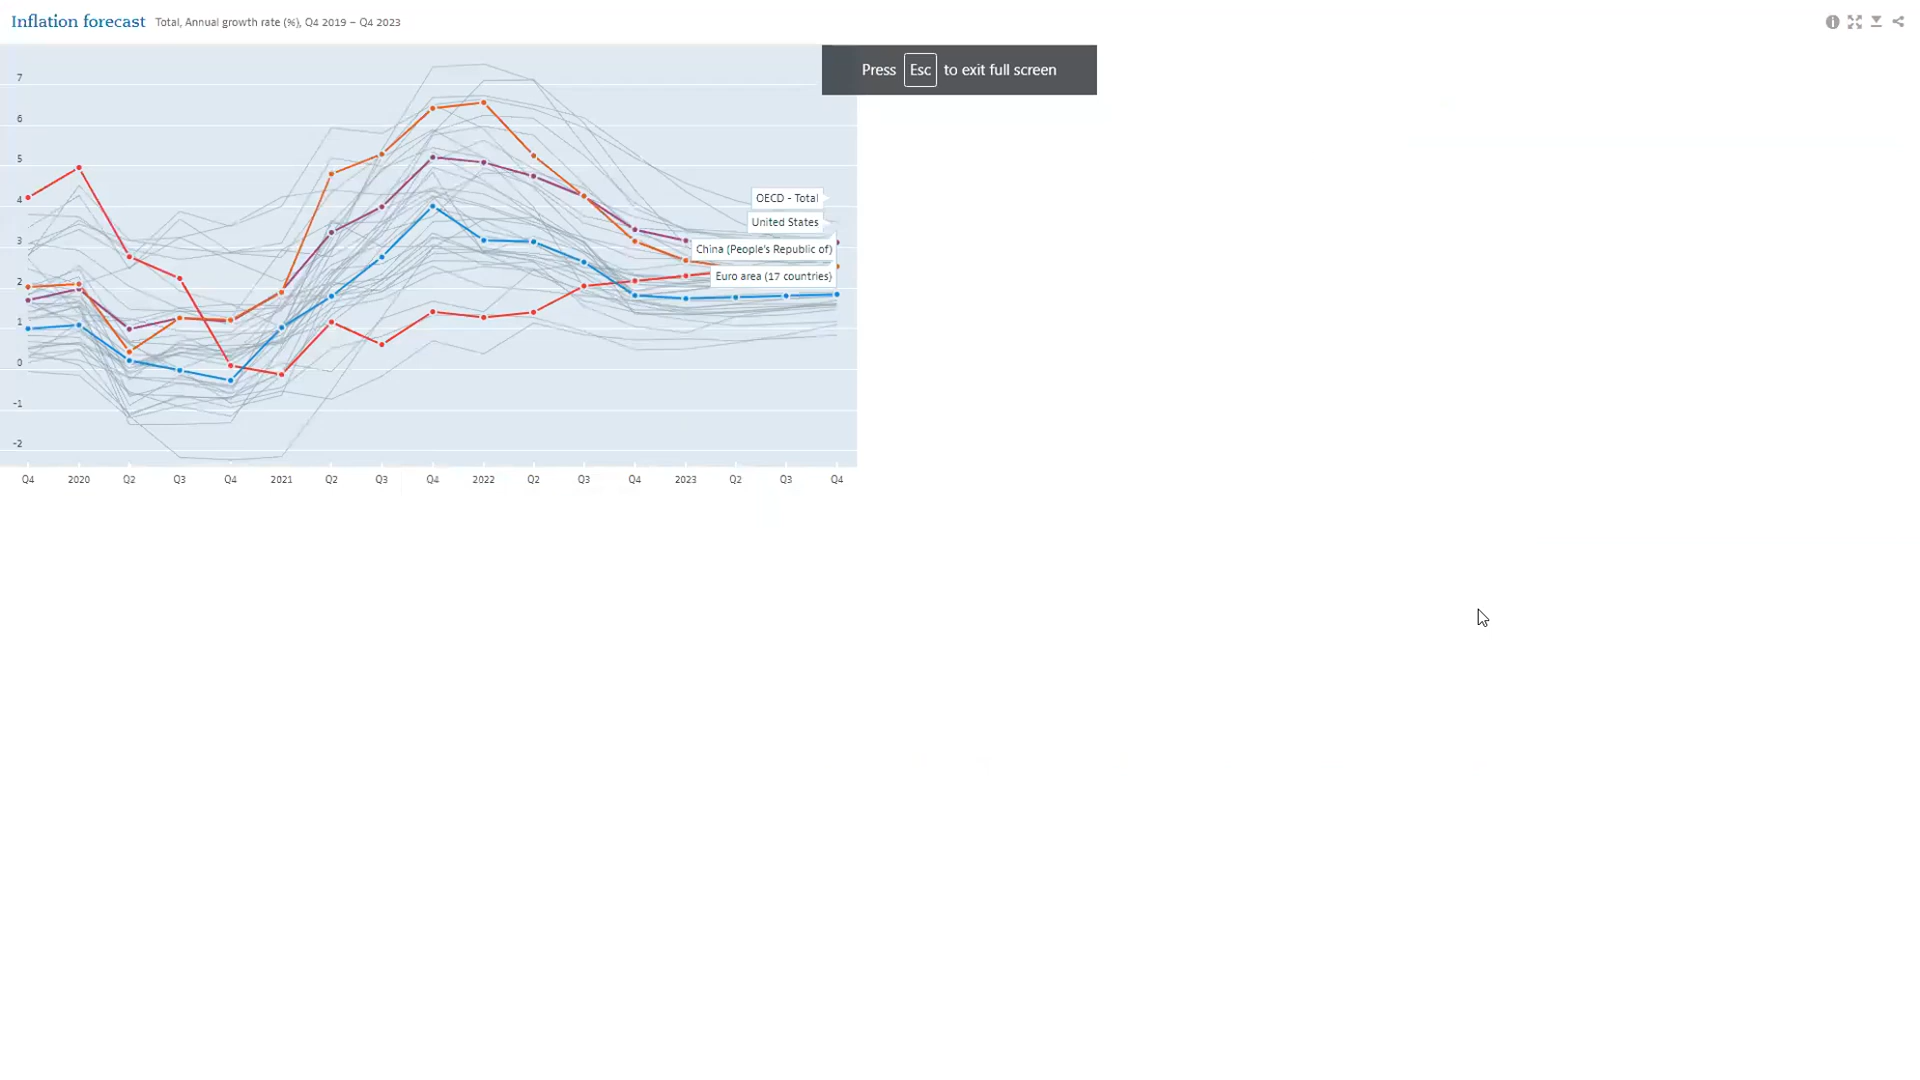 Inflation forecast Total, Annual growth rate (%), Q4 2019 – Q4 2023
Press Esc to exit full screen
7
6
5
4
3
2
1
0
-1
-2
OECD - Total
United States
China (People's Republic of)
Euro area (17 countries)
Q4 2020 Q2 Q3 Q4 2021 Q2 Q3 Q4 2022 Q2 Q3 Q4 2023 Q2 Q3 Q4